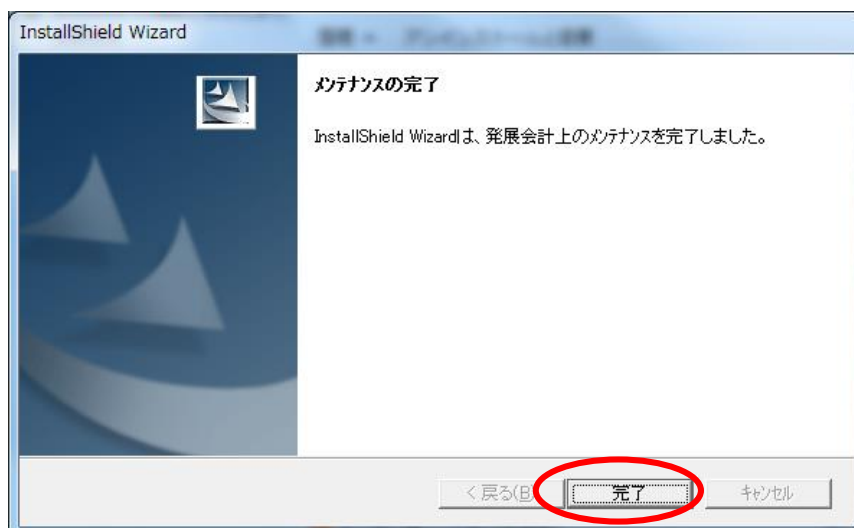 InstallShield Wizard
メンテナンスの完了
InstallShield Wizardは、発展会計上のメンテナンスを完了しました。
< 戻る(B)
完了
キャンセル